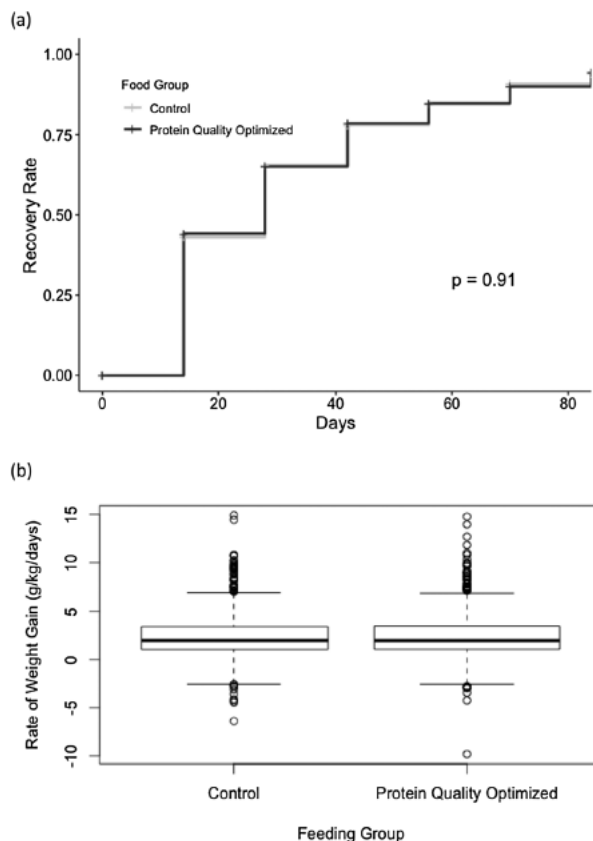 (a)
1.00
Food Group
Control
Protein Quality Optimized
0.75
Recovery Rate
0.50
p = 0.91
0.25
0.00
0 20 40 60 80
Days
(b)
15
10
5
0
-5
-10
Rate of Weight Gain (g/kg/days)
Control Protein Quality Optimized
Feeding Group